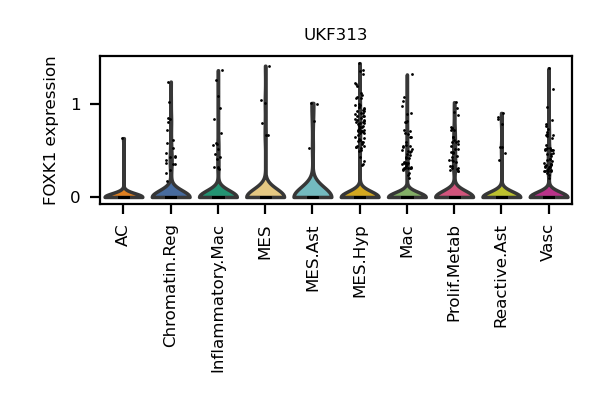 UKF313
FOXK1 expression
1
0
AC
Chromatin.Reg
Inflammatory.Mac
MES
MES.Ast
MES.Hyp
Mac
Prolif.Metab
Reactive.Ast
Vasc